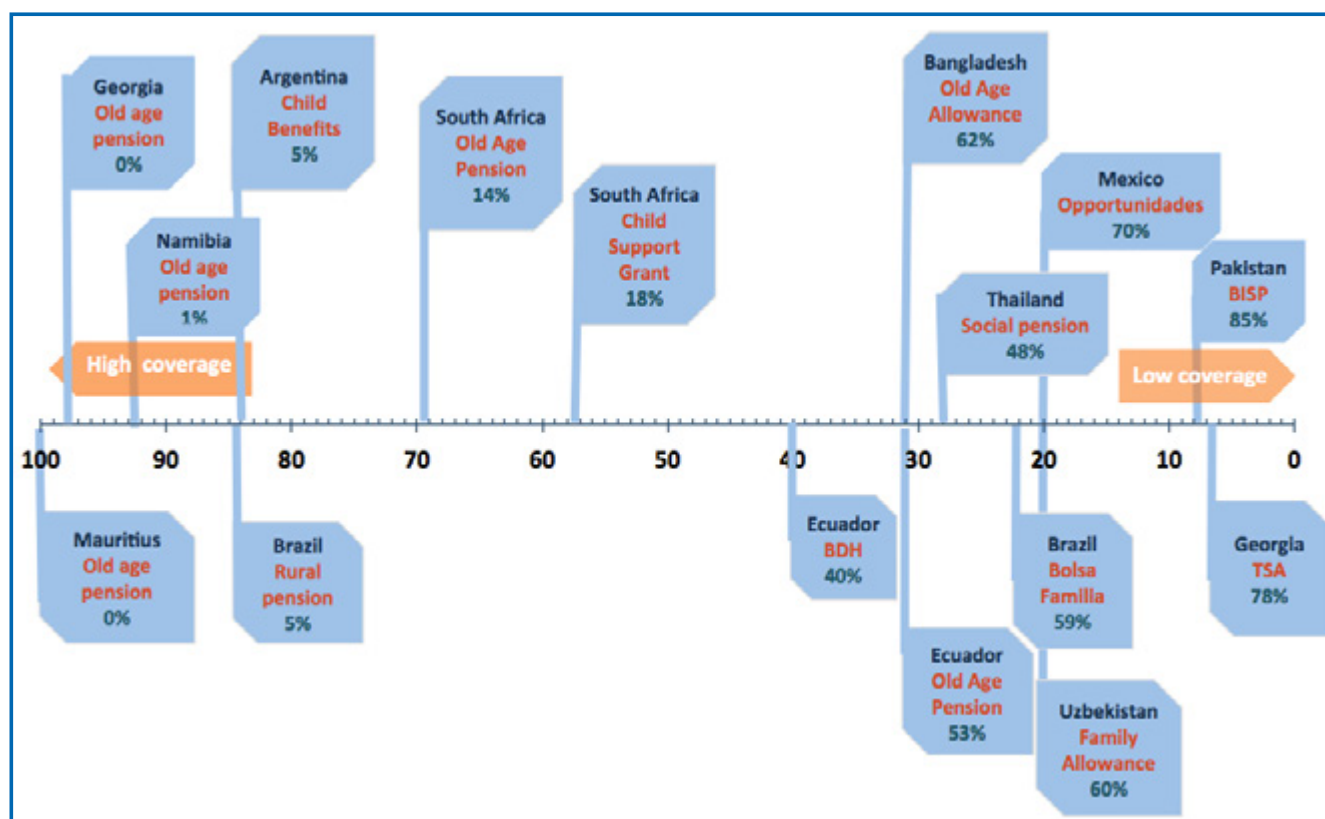 Georgia
Old age
pension
0%
Argentina
Child
Benefits
5%
South Africa
Old Age
Pension
14%
Bangladesh
Old Age
Allowance
62%
Namibia
Old age
pension
1%
South Africa
Child
Support
Grant
18%
Mexico
Opportunidades
70%
Thailand
Social pension
48%
Pakistan
BISP
85%
High coverage
Low coverage
100 90 80 70 60 50 40 30 20 10 0
Mauritius
Old age
pension
0%
Brazil
Rural
pension
5%
Ecuador
BDH
40%
Ecuador
Old Age
Pension
53%
Brazil
Bolsa
Familia
59%
Uzbekistan
Family
Allowance
60%
Georgia
TSA
78%